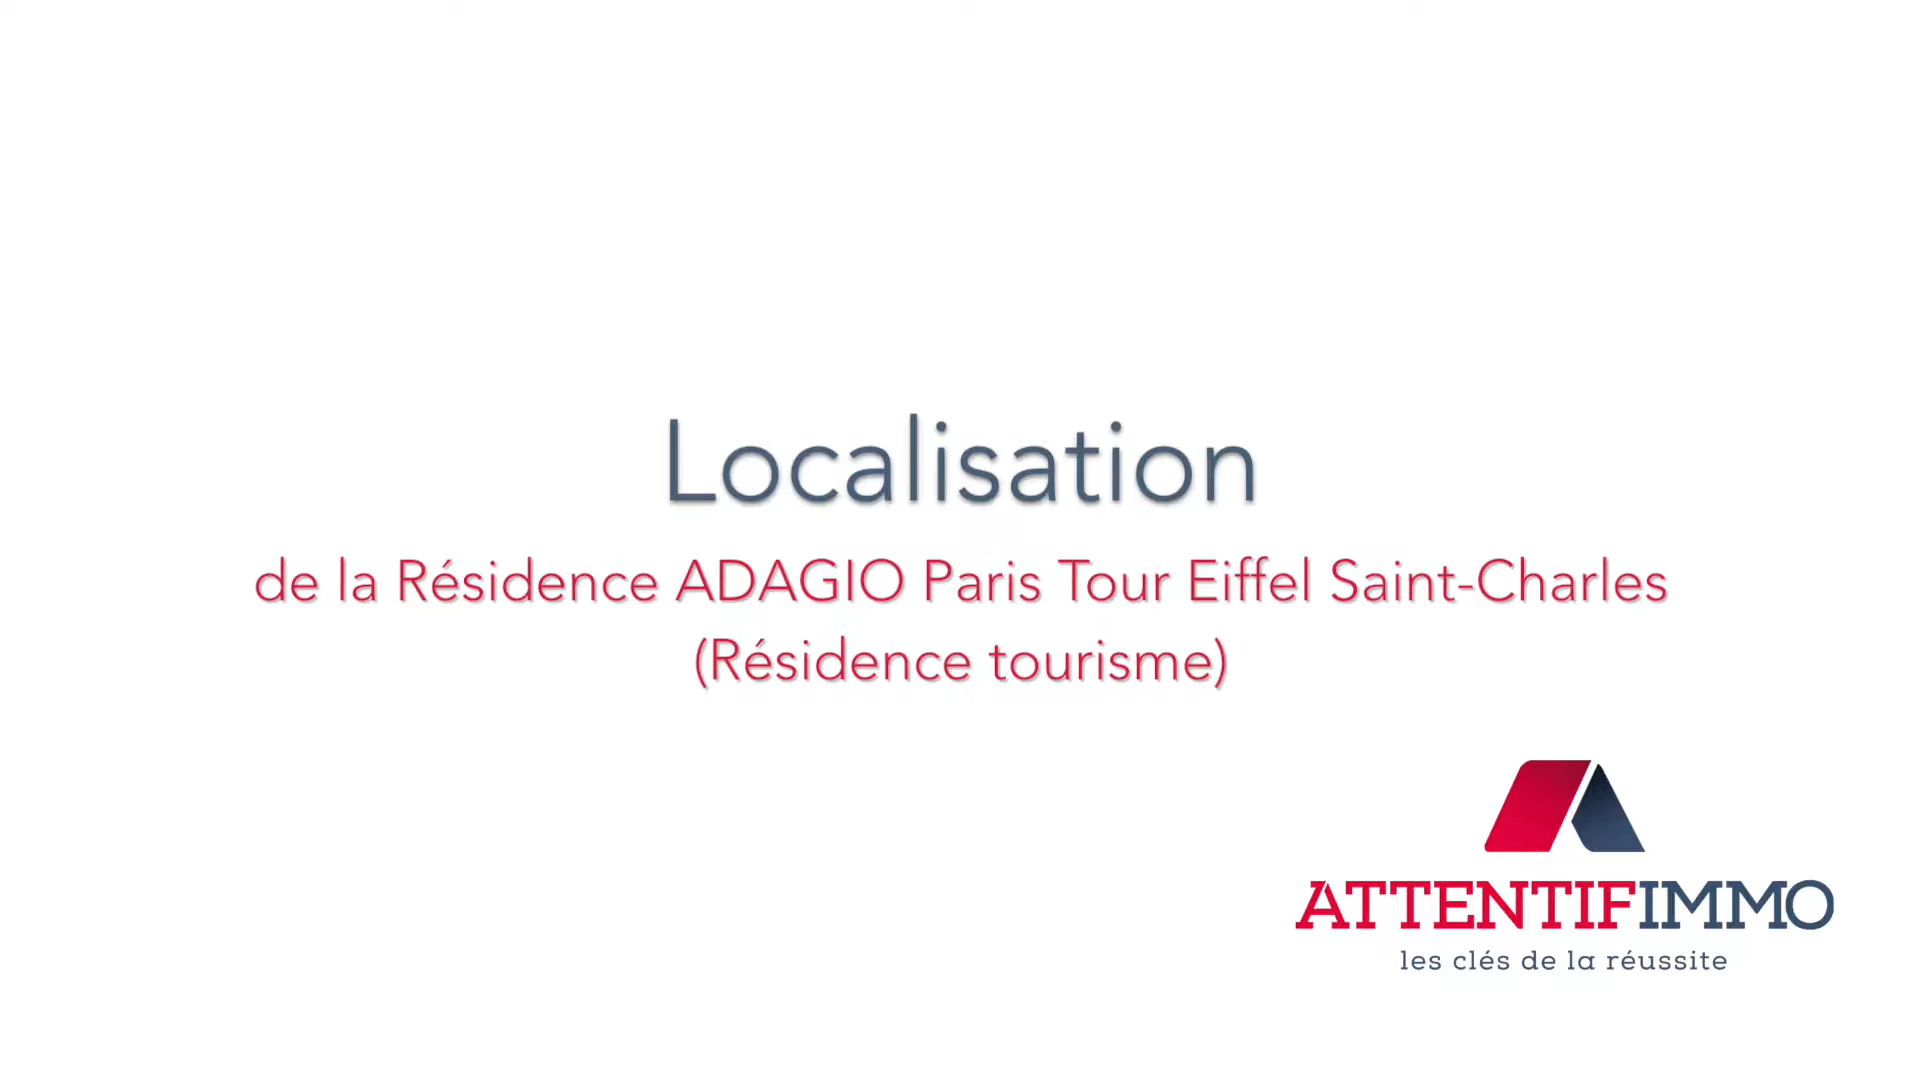 Localisation
de la Résidence ADAGIO Paris Tour Eiffel Saint-Charles
(Résidence tourisme)
ATTENTIFIMMO
les clés de la réussite